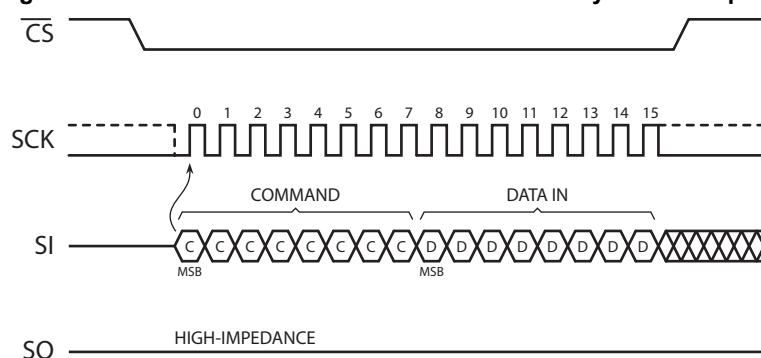 CS
0 1 2 3 4 5 6 7 8 9 10 11 12 13 14 15
SCK
COMMAND DATA IN
SI C C C C C C C C D D D D D D D D
MSB MSB
HIGH-IMPEDANCE
SO